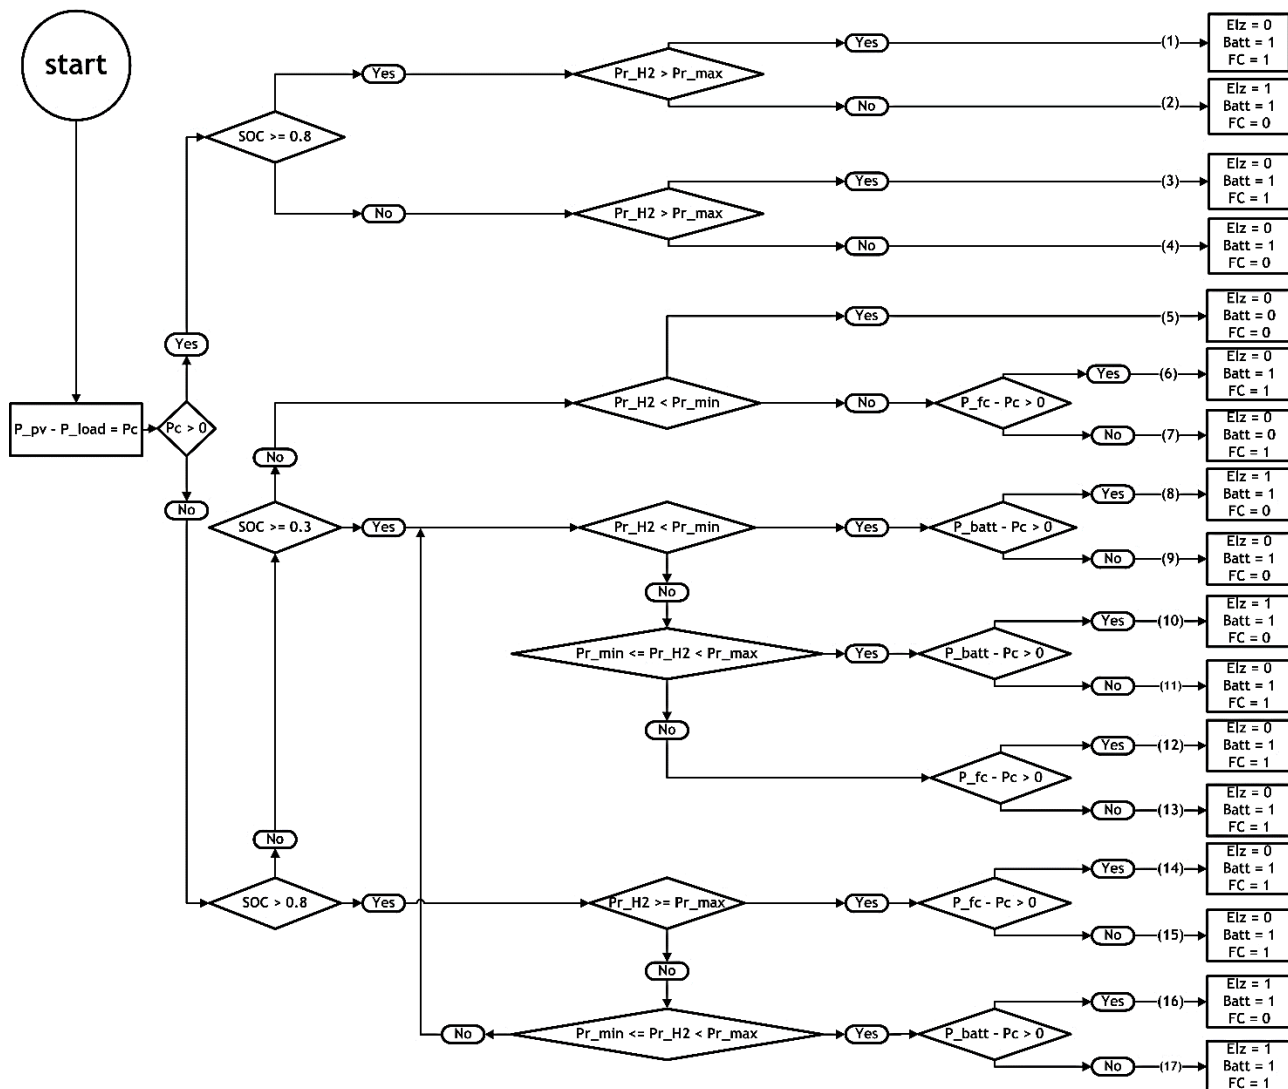 start
P_pv - P_load = Pc
Pc > 0
Yes
No
SOC >= 0.8
Yes
Pr_H2 > Pr_max
Yes
(1)
Elz = 0
Batt = 1
FC = 1
No
(2)
Elz = 1
Batt = 1
FC = 0
No
Pr_H2 > Pr_max
Yes
(3)
Elz = 0
Batt = 1
FC = 1
No
(4)
Elz = 0
Batt = 1
FC = 0
SOC > 0.8
No
SOC >= 0.3
No
Pr_H2 < Pr_min
Yes
(5)
Elz = 0
Batt = 0
FC = 0
No
P_fc - Pc > 0
Yes
(6)
Elz = 0
Batt = 1
FC = 1
No
(7)
Elz = 0
Batt = 0
FC = 1
Yes
Pr_H2 < Pr_min
Yes
P_batt - Pc > 0
Yes
(8)
Elz = 1
Batt = 1
FC = 0
No
(9)
Elz = 0
Batt = 1
FC = 0
No
Pr_min <= Pr_H2 < Pr_max
Yes
P_batt - Pc > 0
Yes
(10)
Elz = 1
Batt = 1
FC = 0
No
(11)
Elz = 0
Batt = 1
FC = 1
No
P_fc - Pc > 0
Yes
(12)
Elz = 0
Batt = 1
FC = 1
No
(13)
Elz = 0
Batt = 1
FC = 1
Yes
Pr_H2 >= Pr_max
Yes
P_fc - Pc > 0
Yes
(14)
Elz = 0
Batt = 1
FC = 1
No
(15)
Elz = 0
Batt = 1
FC = 1
No
Pr_min <= Pr_H2 < Pr_max
No
Yes
P_batt - Pc > 0
Yes
(16)
Elz = 1
Batt = 1
FC = 0
No
(17)
Elz = 1
Batt = 1
FC = 1